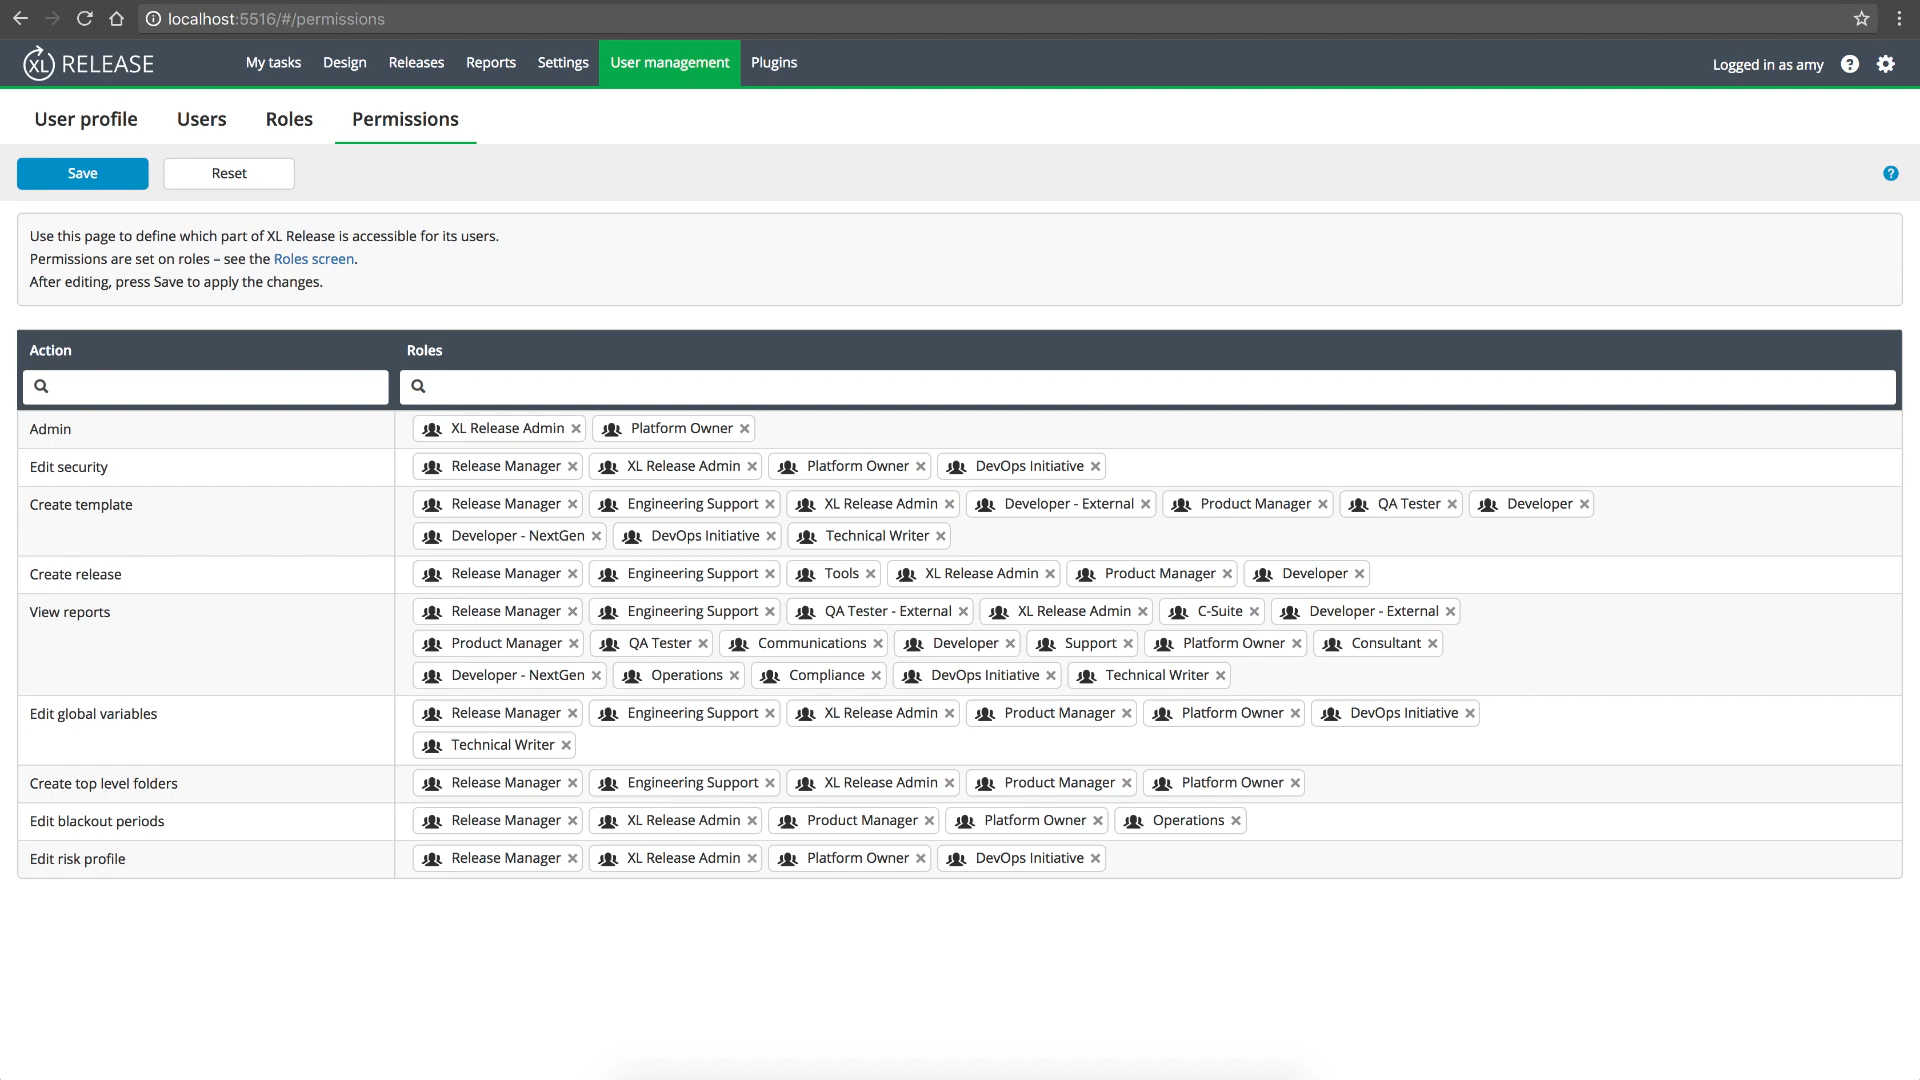 localhost:5516/#/permissions
XL RELEASE My tasks Design Releases Reports Settings User management Plugins Logged in as amy ?
User profile Users Roles Permissions
Save Reset ?
Use this page to define which part of XL Release is accessible for its users.
Permissions are set on roles – see the Roles screen.
After editing, press Save to apply the changes.
Action Roles
Admin XL Release Admin Platform Owner
Edit security Release Manager XL Release Admin Platform Owner DevOps Initiative
Create template Release Manager Engineering Support XL Release Admin Developer - External Product Manager QA Tester Developer
Developer - NextGen DevOps Initiative Technical Writer
Create release Release Manager Engineering Support Tools XL Release Admin Product Manager Developer
View reports Release Manager Engineering Support QA Tester - External XL Release Admin C-Suite Developer - External
Product Manager QA Tester Communications Developer Support Platform Owner Consultant
Developer - NextGen Operations Compliance DevOps Initiative Technical Writer
Edit global variables Release Manager Engineering Support XL Release Admin Product Manager Platform Owner DevOps Initiative
Technical Writer
Create top level folders Release Manager Engineering Support XL Release Admin Product Manager Platform Owner
Edit blackout periods Release Manager XL Release Admin Product Manager Platform Owner Operations
Edit risk profile Release Manager XL Release Admin Platform Owner DevOps Initiative